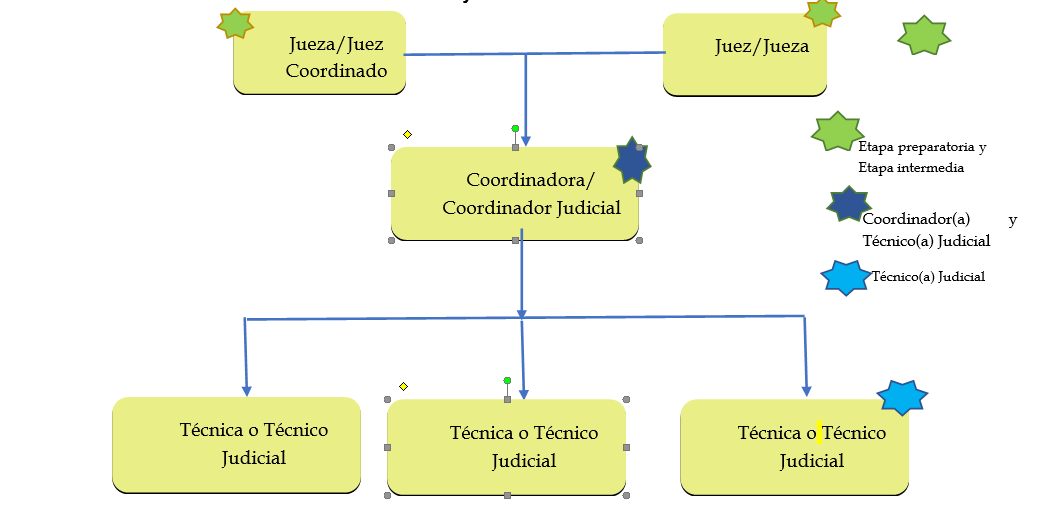 Jueza/Juez
Coordinado
Juez/Jueza
Etapa preparatoria y
Etapa intermedia
Coordinadora/
Coordinador Judicial
Coordinador(a) y
Técnico(a) Judicial
Técnico(a) Judicial
Técnica o Técnico
Judicial
Técnica o Técnico
Judicial
Técnica o Técnico
Judicial